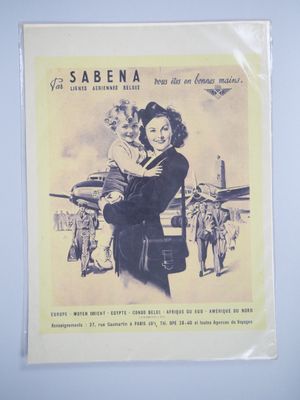 Par SABENA vous êtes en bonnes mains.
LIGNES AERIENNES BELGES
EUROPE - MOYEN ORIENT - EGYPTE - CONGO BELGE - AFRIQUE DU SUD - AMERIQUE DU NORD
Renseignements : 37, rue Caumartin à PARIS (9e), Tél. OPE 18-40 et toutes Agences de Voyages